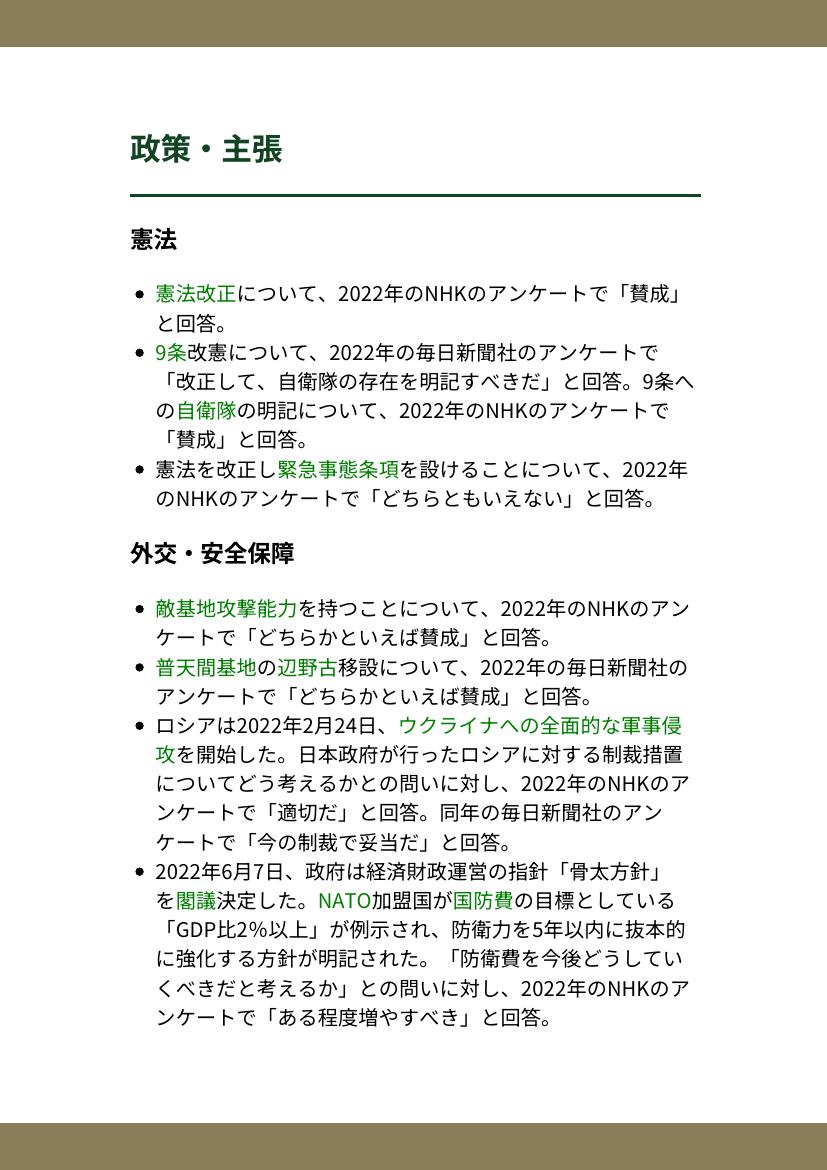 政策・主張
憲法
• 憲法改正について、2022年のNHKのアンケートで「賛成」
と回答。
• 9条改憲について、2022年の毎日新聞社のアンケートで
「改正して、自衛隊の存在を明記すべきだ」と回答。9条へ
の自衛隊の明記について、2022年のNHKのアンケートで
「賛成」と回答。
• 憲法を改正し緊急事態条項を設けることについて、2022年
のNHKのアンケートで「どちらともいえない」と回答。
外交・安全保障
• 敵基地攻撃能力を持つことについて、2022年のNHKのアン
ケートで「どちらかといえば賛成」と回答。
• 普天間基地の辺野古移設について、2022年の毎日新聞社の
アンケートで「どちらかといえば賛成」と回答。
• ロシアは2022年2月24日、ウクライナへの全面的な軍事侵
攻を開始した。日本政府が行ったロシアに対する制裁措置
についてどう考えるかとの問いに対し、2022年のNHKのア
ンケートで「適切だ」と回答。同年の毎日新聞社のアン
ケートで「今の制裁で妥当だ」と回答。
• 2022年6月7日、政府は経済財政運営の指針「骨太方針」
を閣議決定した。NATO加盟国が国防費の目標としている
「GDP比2%以上」が例示され、防衛力を5年以内に抜本的
に強化する方針が明記された。「防衛費を今後どうしてい
くべきだと考えるか」との問いに対し、2022年のNHKのア
ンケートで「ある程度増やすべき」と回答。